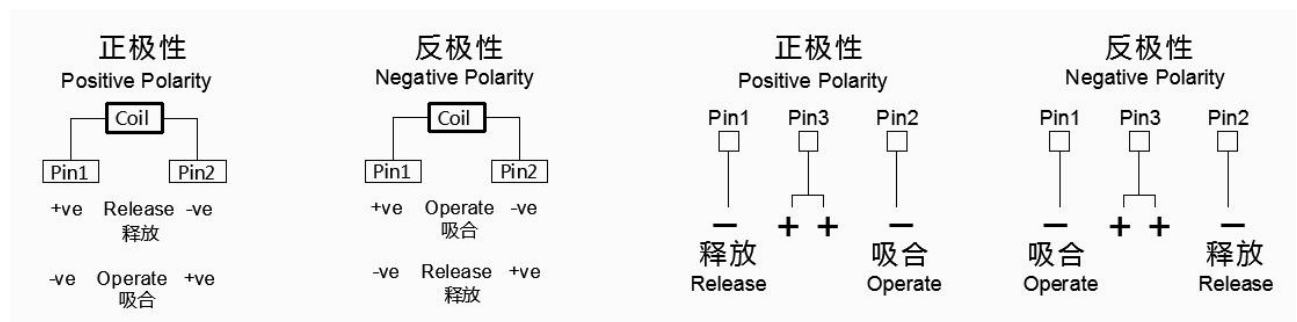 正极性
Positive Polarity
Coil
Pin1 Pin2
+ve Release -ve
释放
-ve Operate +ve
吸合
反极性
Negative Polarity
Coil
Pin1 Pin2
+ve Operate -ve
吸合
-ve Release +ve
释放
正极性
Positive Polarity
Pin1 Pin3 Pin2
− + + −
释放 吸合
Release Operate
反极性
Negative Polarity
Pin1 Pin3 Pin2
− + + −
吸合 释放
Operate Release